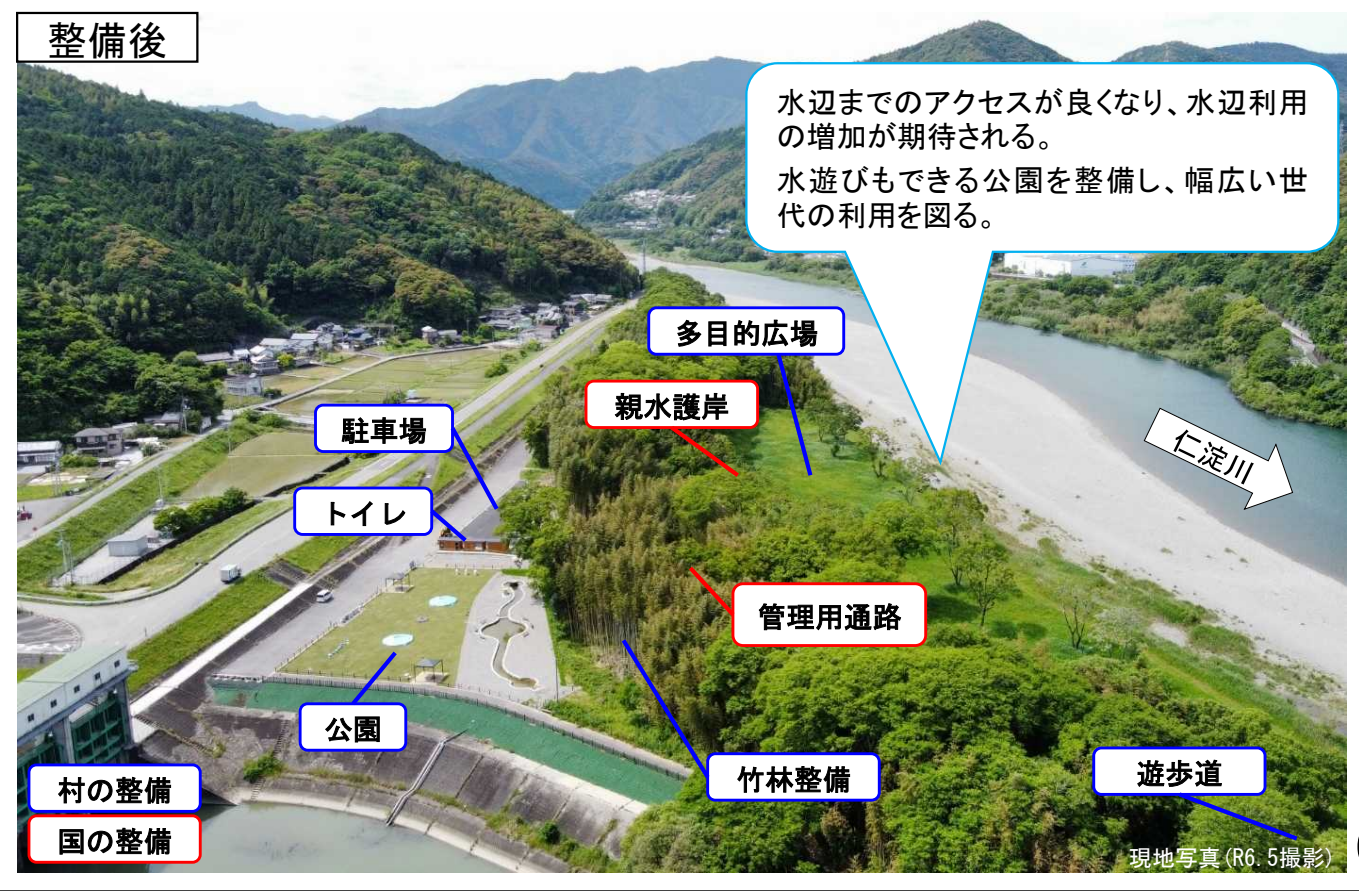 整備後
水辺までのアクセスが良くなり、水辺利用
の増加が期待される。
水遊びもできる公園を整備し、幅広い世
代の利用を図る。
多目的広場
親水護岸
駐車場
仁淀川
トイレ
管理用通路
公園
竹林整備
遊歩道
村の整備
国の整備
現地写真(R6.5撮影)